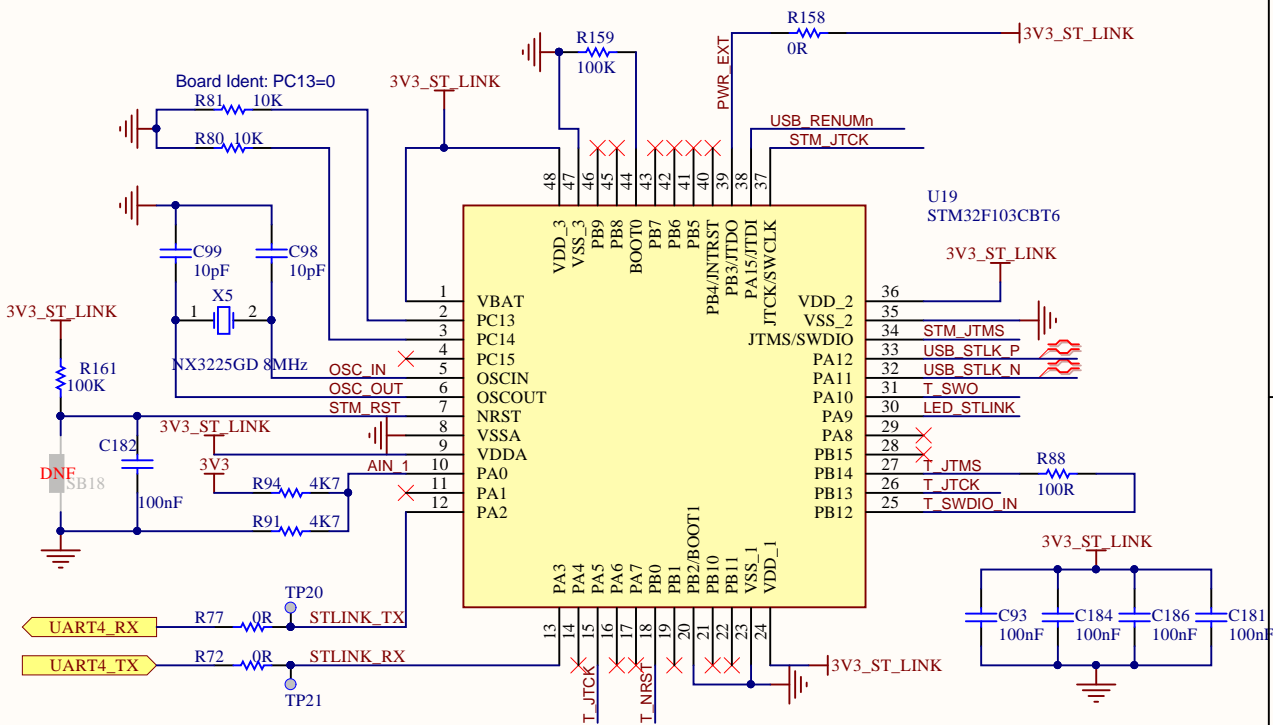 R158
0R
3V3_ST_LINK
PWR_EXT
R159
100K
Board Ident: PC13=0
R81 10K
R80 10K
3V3_ST_LINK
USB_RENUMn
STM_JTCK
48 47 46 45 44 43 42 41 40 39 38 37
VDD_3
VSS_3
PB9
PB8
BOOT0
PB7
PB6
PB5
PB4/JNTRST
PB3/JTDO
PA15/JTDI
JTCK/SWCLK
U19
STM32F103CBT6
C99
10pF
C98
10pF
X5
1 2
NX3225GD 8MHz
3V3_ST_LINK
R161
100K
OSC_IN
OSC_OUT
STM_RST
3V3_ST_LINK
3V3
AIN_1
C182
100nF
DNF
SB18
R94 4K7
R91 4K7
1 VBAT
2 PC13
3 PC14
4 PC15
5 OSCIN
6 OSCOUT
7 NRST
8 VSSA
9 VDDA
10 PA0
11 PA1
12 PA2
3V3_ST_LINK
VDD_2 36
VSS_2 35
JTMS/SWDIO 34 STM_JTMS
PA12 33 USB_STLK_P
PA11 32 USB_STLK_N
PA10 31 T_SWO
PA9 30 LED_STLINK
PA8 29
PB15 28
PB14 27 T_JTMS
PB13 26 T_JTCK
PB12 25 T_SWDIO_IN
R88
100R
PA3
PA4
PA5
PA6
PA7
PB0
PB1
PB2/BOOT1
PB10
PB11
VSS_1
VDD_1
13 14 15 16 17 18 19 20 21 22 23 24
T_JTCK
T_NRST
3V3_ST_LINK
TP20
UART4_RX R77 0R STLINK_TX
UART4_TX R72 0R STLINK_RX
TP21
3V3_ST_LINK
C93
100nF
C184
100nF
C186
100nF
C181
100nF